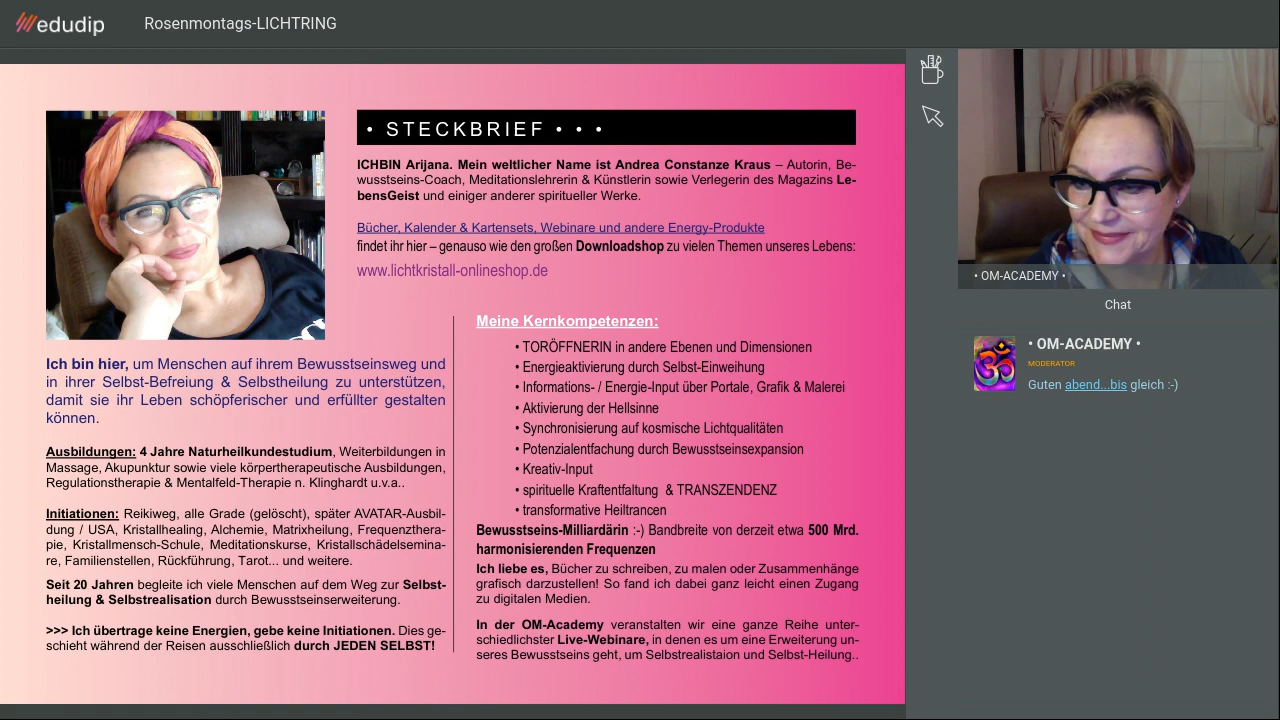 edudip
Rosenmontags-LICHTRING
• STECKBRIEF • • •
ICHBIN Arijana. Mein weltlicher Name ist Andrea Constanze Kraus – Autorin, Be-
wusstseins-Coach, Meditationslehrerin & Künstlerin sowie Verlegerin des Magazins Le-
bensGeist und einiger anderer spiritueller Werke.
Bücher, Kalender & Kartensets, Webinare und andere Energy-Produkte
findet ihr hier – genauso wie den großen Downloadshop zu vielen Themen unseres Lebens:
www.lichtkristall-onlineshop.de
Ich bin hier, um Menschen auf ihrem Bewusstseinsweg und
in ihrer Selbst-Befreiung & Selbstheilung zu unterstützen,
damit sie ihr Leben schöpferischer und erfüllter gestalten
können.
Ausbildungen: 4 Jahre Naturheilkundestudium, Weiterbildungen in
Massage, Akupunktur sowie viele körpertherapeutische Ausbildungen,
Regulationstherapie & Mentalfeld-Therapie n. Klinghardt u.v.a..
Initiationen: Reikiweg, alle Grade (gelöscht), später AVATAR-Ausbil-
dung / USA, Kristallhealing, Alchemie, Matrixheilung, Frequenzthera-
pie, Kristallmensch-Schule, Meditationskurse, Kristallschädelsemina-
re, Familienstellen, Rückführung, Tarot... und weitere.
Seit 20 Jahren begleite ich viele Menschen auf dem Weg zur Selbst-
heilung & Selbstrealisation durch Bewusstseinserweiterung.
>>> Ich übertrage keine Energien, gebe keine Initiationen. Dies ge-
schieht während der Reisen ausschließlich durch JEDEN SELBST!
Meine Kernkompetenzen:
• TORÖFFNERIN in andere Ebenen und Dimensionen
• Energieaktivierung durch Selbst-Einweihung
• Informations- / Energie-Input über Portale, Grafik & Malerei
• Aktivierung der Hellsinne
• Synchronisierung auf kosmische Lichtqualitäten
• Potenzialentfachung durch Bewusstseinsexpansion
• Kreativ-Input
• spirituelle Kraftentfaltung & TRANSZENDENZ
• transformative Heiltrancen
Bewusstseins-Milliardärin :-) Bandbreite von derzeit etwa 500 Mrd.
harmonisierenden Frequenzen
Ich liebe es, Bücher zu schreiben, zu malen oder Zusammenhänge
grafisch darzustellen! So fand ich dabei ganz leicht einen Zugang
zu digitalen Medien.
In der OM-Academy veranstalten wir eine ganze Reihe unter-
schiedlichster Live-Webinare, in denen es um eine Erweiterung un-
seres Bewusstseins geht, um Selbstrealistaion und Selbst-Heilung..
• OM-ACADEMY •
Chat
• OM-ACADEMY •
MODERATOR
Guten abend...bis gleich :-)